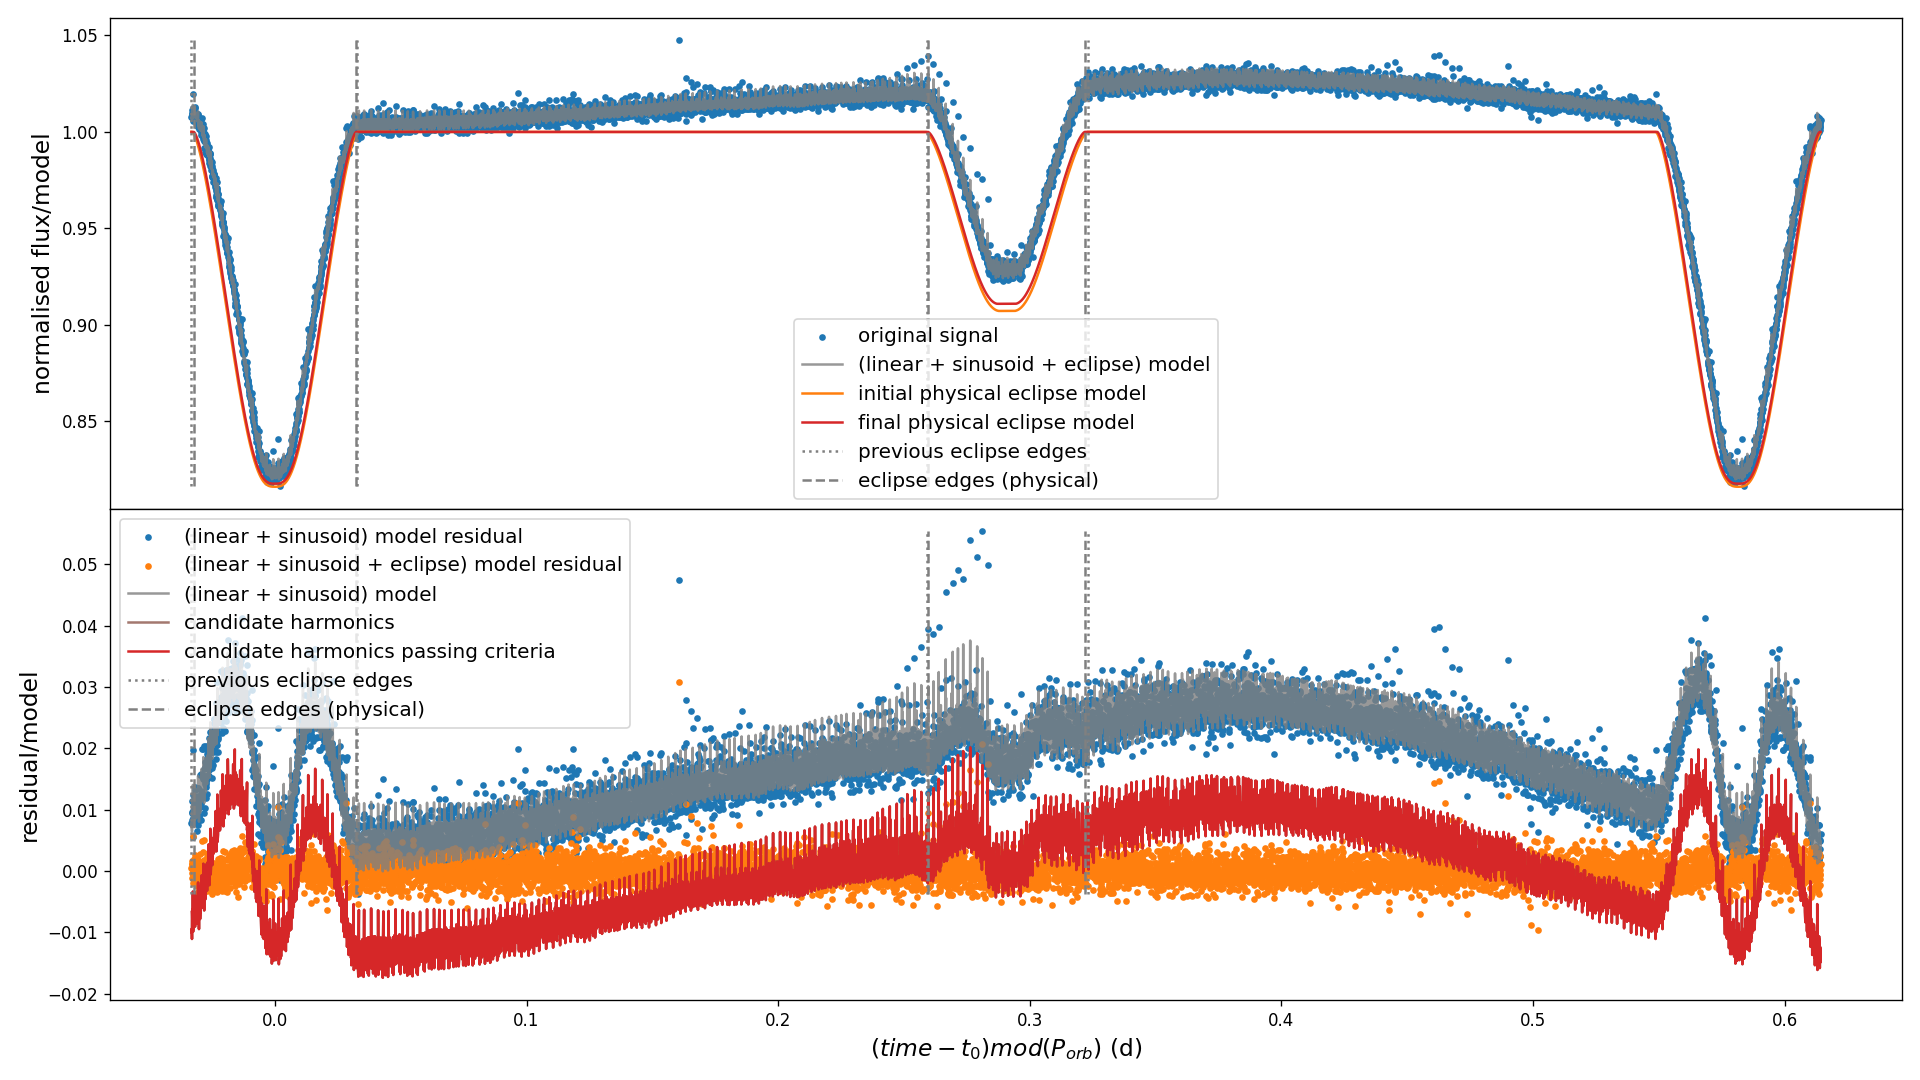 normalised flux/model
1.05
1.00
0.95
0.90
0.85
original signal
(linear + sinusoid + eclipse) model
initial physical eclipse model
final physical eclipse model
previous eclipse edges
eclipse edges (physical)
residual/model
0.05
0.04
0.03
0.02
0.01
0.00
−0.01
−0.02
(linear + sinusoid) model residual
(linear + sinusoid + eclipse) model residual
(linear + sinusoid) model
candidate harmonics
candidate harmonics passing criteria
previous eclipse edges
eclipse edges (physical)
0.0 0.1 0.2 0.3 0.4 0.5 0.6
(time − t₀)mod(P_orb) (d)